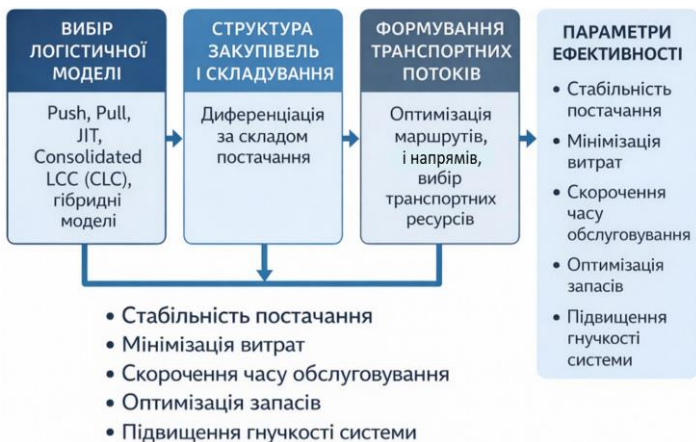 ВИБІР
ЛОГІСТИЧНОЇ
МОДЕЛІ
Push, Pull,
JIT,
Consolidated
LCC (CLC),
гібридні
моделі
СТРУКТУРА
ЗАКУПІВЕЛЬ
І СКЛАДУВАННЯ
Диференціація
за складом
постачання
ФОРМУВАННЯ
ТРАНСПОРТНИХ
ПОТОКІВ
Оптимізація
маршрутів,
і напрямів,
вибір
транспортних
ресурсів
ПАРАМЕТРИ
ЕФЕКТИВНОСТІ
• Стабільність
постачання
• Мінімізація
витрат
• Скорочення
часу
обслуговування
• Оптимізація
запасів
• Підвищення
гнучкості
системи
• Стабільність постачання
• Мінімізація витрат
• Скорочення часу обслуговування
• Оптимізація запасів
• Підвищення гнучкості системи